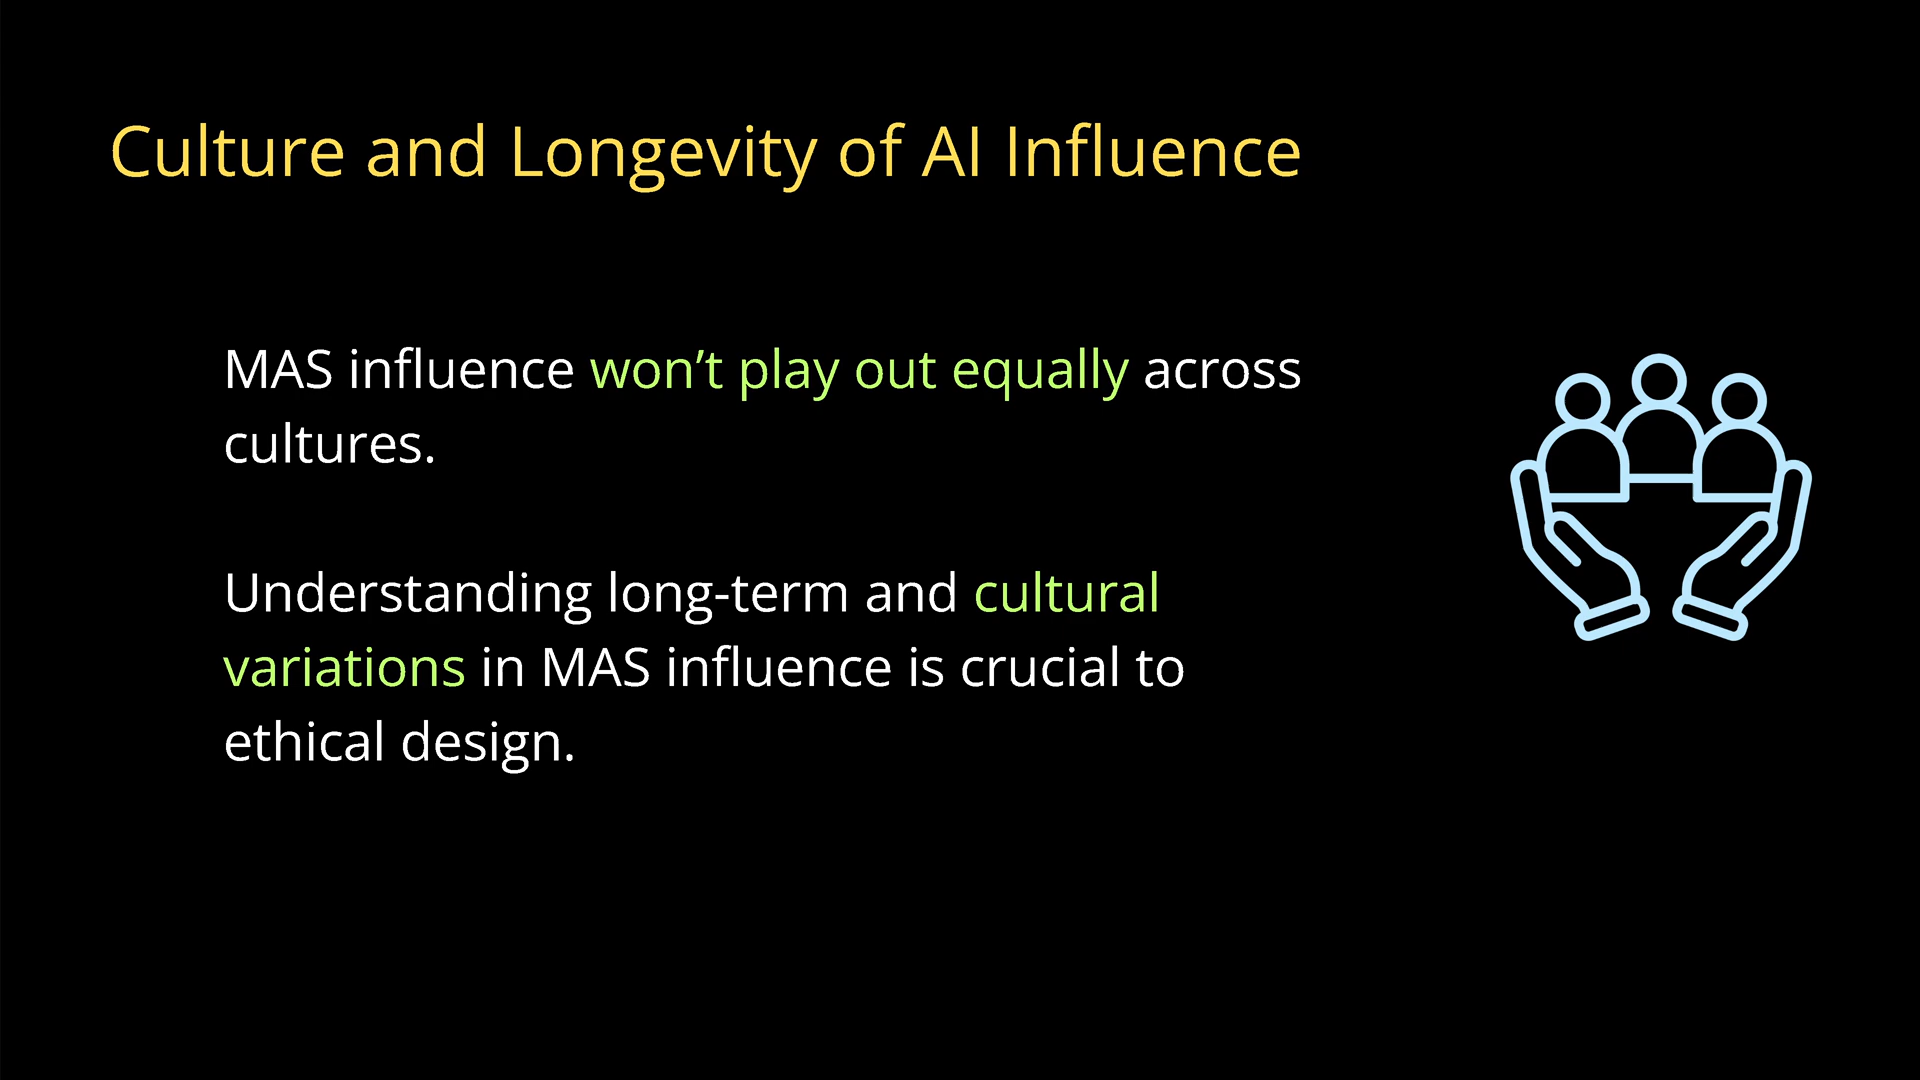 Culture and Longevity of AI Influence
MAS influence won’t play out equally across
cultures.
Understanding long-term and cultural
variations in MAS influence is crucial to
ethical design.